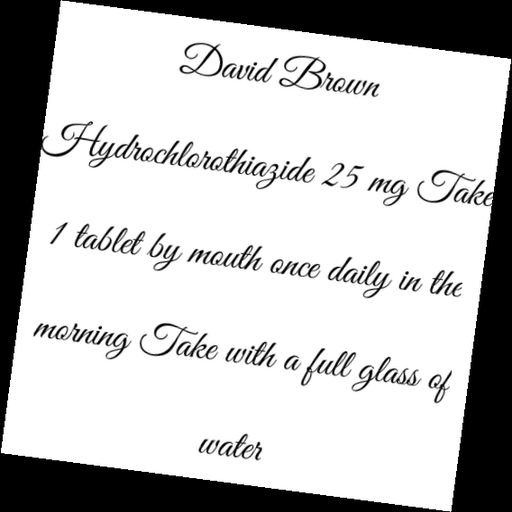 David Brown
Hydrochlorothiazide 25 mg Take
1 tablet by mouth once daily in the
morning Take with a full glass of
water